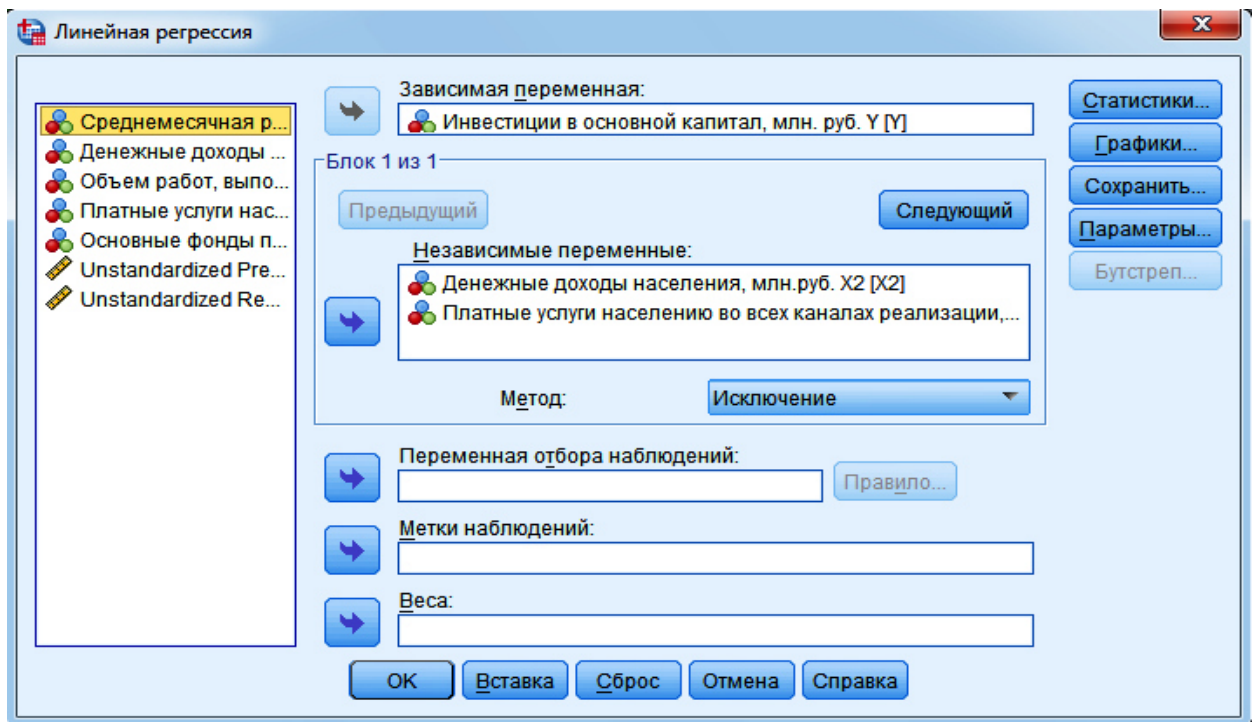 Линейная регрессия
Среднемесячная р...
Денежные доходы ...
Объем работ, выпо...
Платные услуги нас...
Основные фонды п...
Unstandardized Pre...
Unstandardized Re...
Зависимая переменная:
Инвестиции в основной капитал, млн. руб. Y [Y]
Блок 1 из 1
Предыдущий
Следующий
Независимые переменные:
Денежные доходы населения, млн.руб. X2 [X2]
Платные услуги населению во всех каналах реализации,...
Метод:
Исключение
Переменная отбора наблюдений:
Правило...
Метки наблюдений:
Веса:
Статистики...
Графики...
Сохранить...
Параметры...
Бутстреп...
OK
Вставка
Сброс
Отмена
Справка